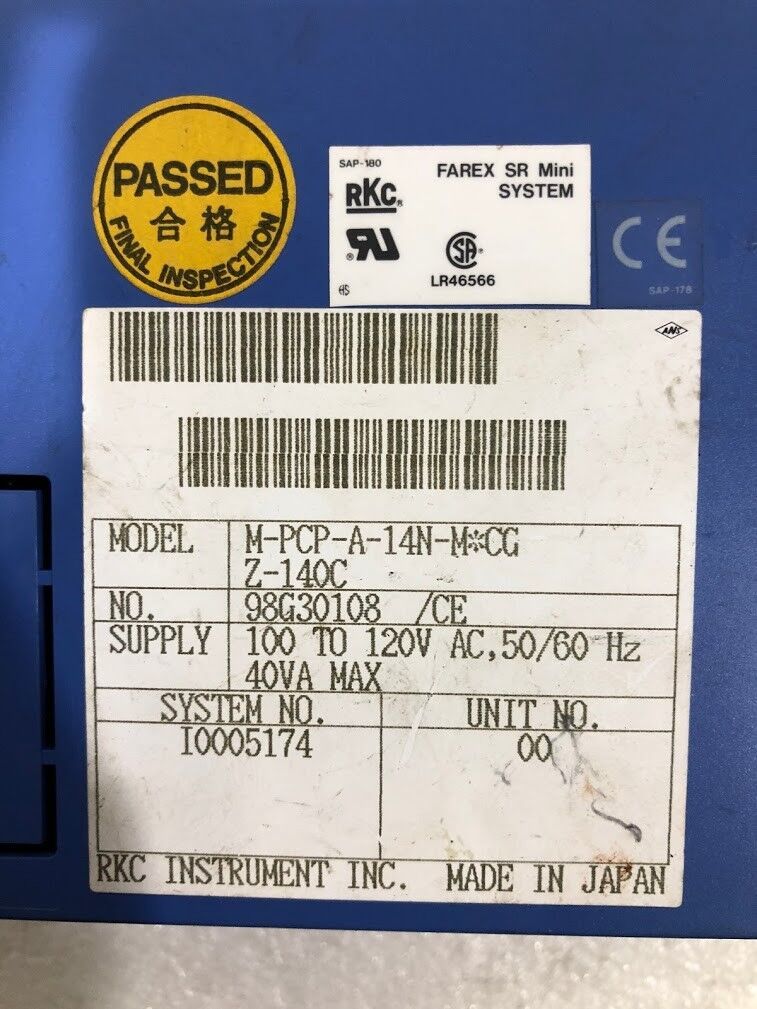 PASSED
合格
FINAL INSPECTION
SAP-180
RKC®
FAREX SR Mini
SYSTEM
LR46566
HS
CE
SAP-178
MODEL M-PCP-A-14N-M*CG
Z-140C
NO. 98G30108 /CE
SUPPLY 100 TO 120V AC,50/60 Hz
40VA MAX
SYSTEM NO. UNIT NO.
I0005174 00
RKC INSTRUMENT INC. MADE IN JAPAN